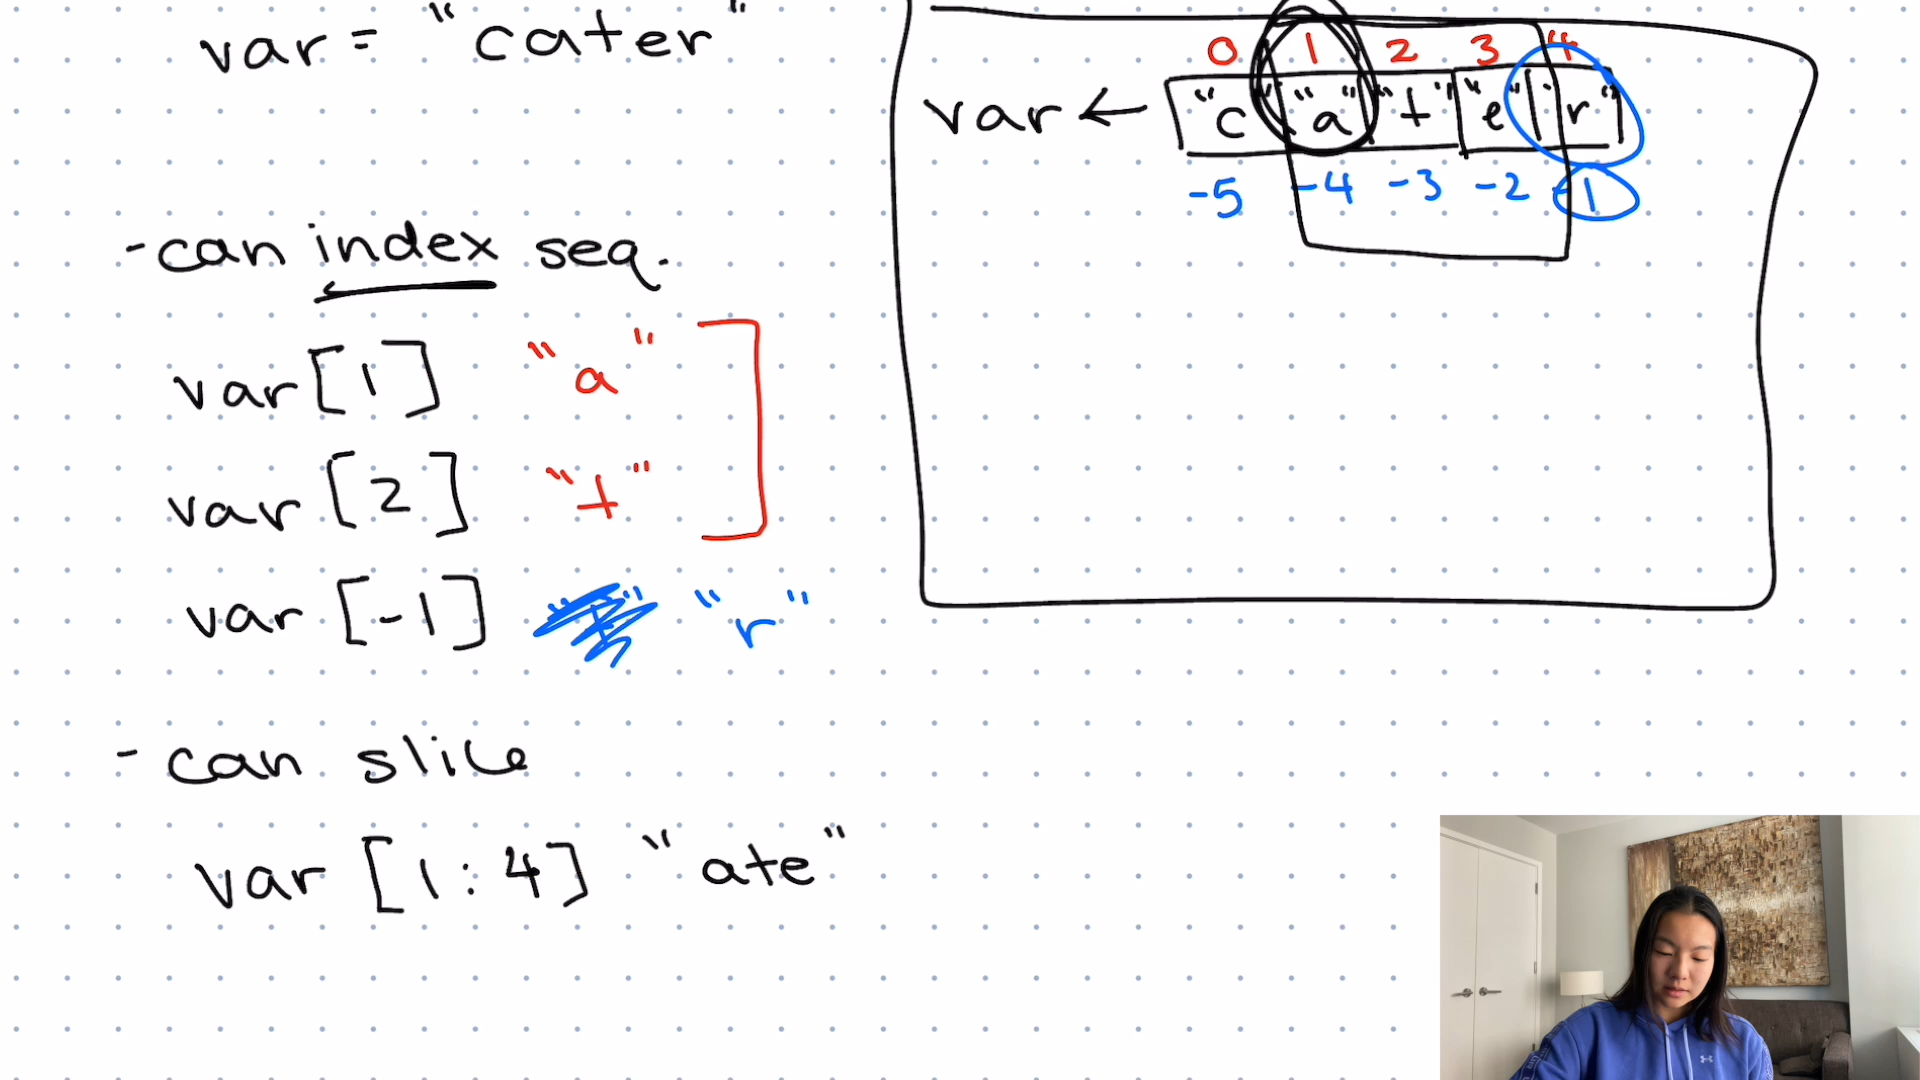 var = "cater"
0 1 2 3 4
var ← "c" "a" "t" "e" "r"
-5 -4 -3 -2 -1
- can index seq.
var [1] "a"
var [2] "t"
var [-1] "r"
- can slice
var [1:4] "ate"